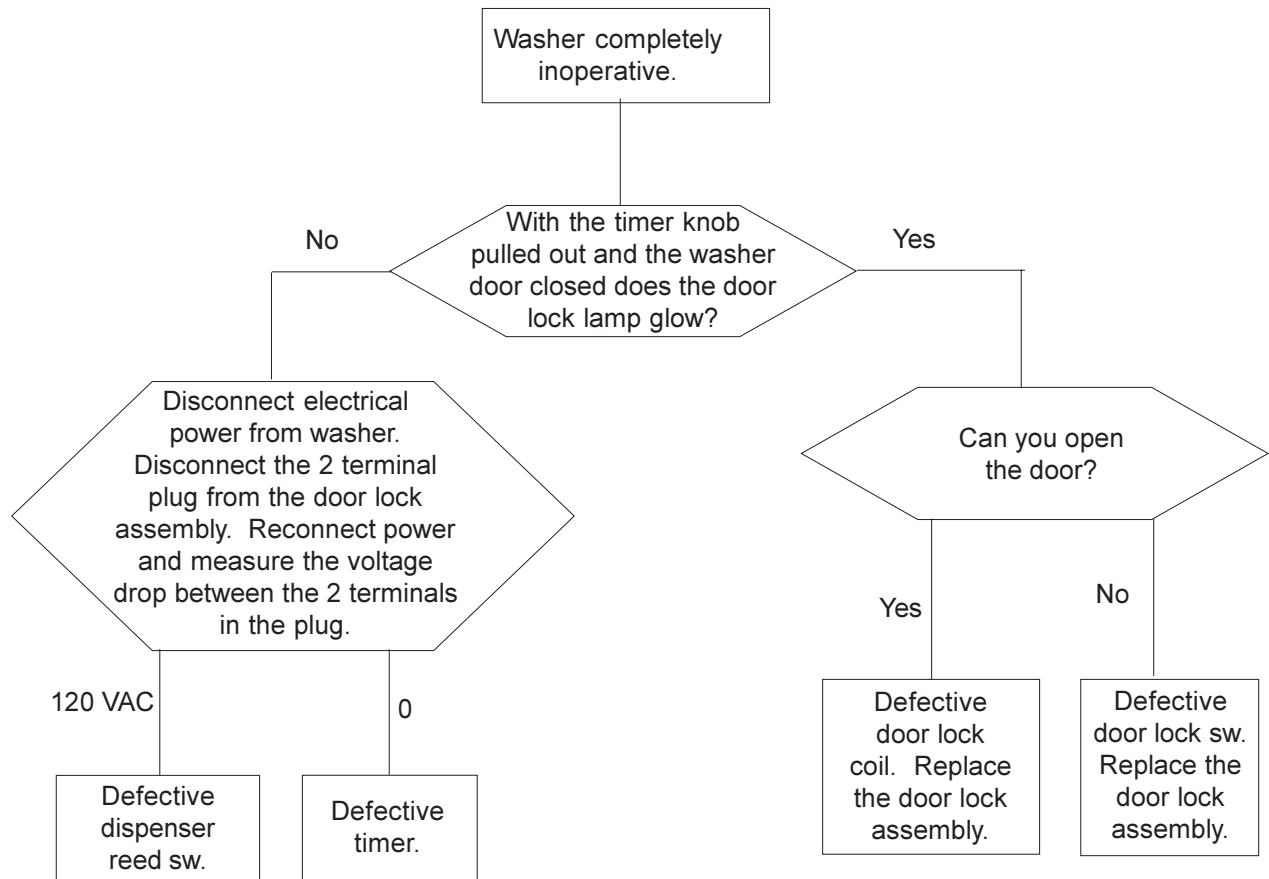 Washer completely
inoperative.
No
With the timer knob
pulled out and the washer
door closed does the door
lock lamp glow?
Yes
Disconnect electrical
power from washer.
Disconnect the 2 terminal
plug from the door lock
assembly.  Reconnect power
and measure the voltage
drop between the 2 terminals
in the plug.
Can you open
the door?
120 VAC
0
Yes
No
Defective
dispenser
reed sw.
Defective
timer.
Defective
door lock
coil.  Replace
the door lock
assembly.
Defective
door lock sw.
Replace the
door lock
assembly.